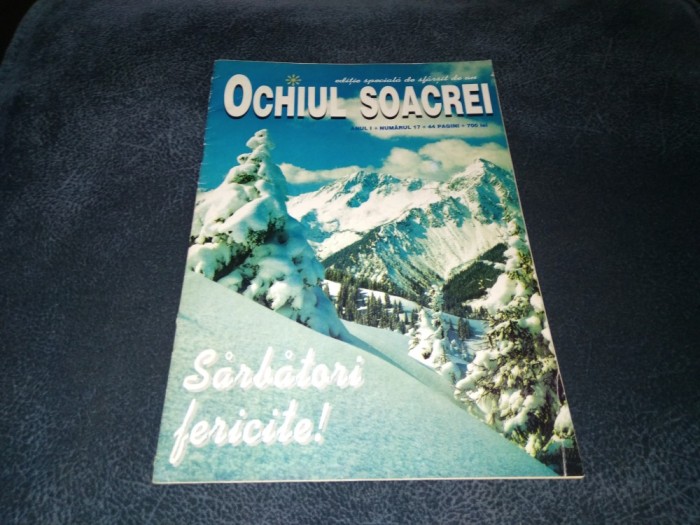 ediție specială de sfârșit de an
OCHIUL SOACREI
ANUL I • NUMĂRUL 17 • 44 PAGINI • 700 lei
Sărbători
fericite!